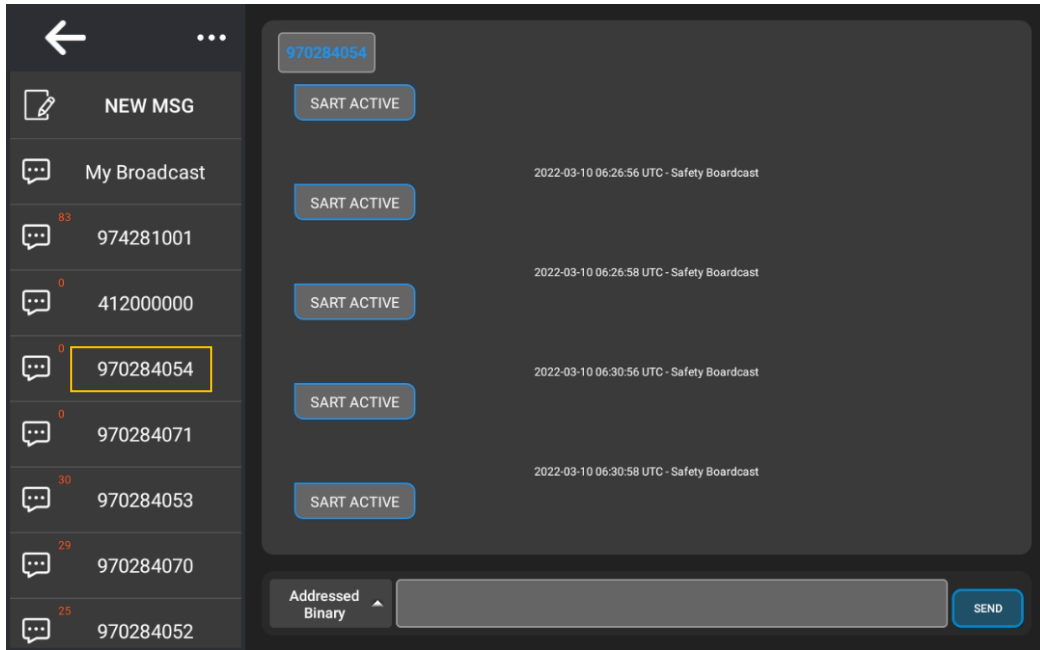 NEW MSG
My Broadcast
83
974281001
0
412000000
0
970284054
0
970284071
30
970284053
29
970284070
25
970284052
970284054
SART ACTIVE
2022-03-10 06:26:56 UTC - Safety Boardcast
SART ACTIVE
2022-03-10 06:26:58 UTC - Safety Boardcast
SART ACTIVE
2022-03-10 06:30:56 UTC - Safety Boardcast
SART ACTIVE
2022-03-10 06:30:58 UTC - Safety Boardcast
SART ACTIVE
Addressed
Binary
SEND